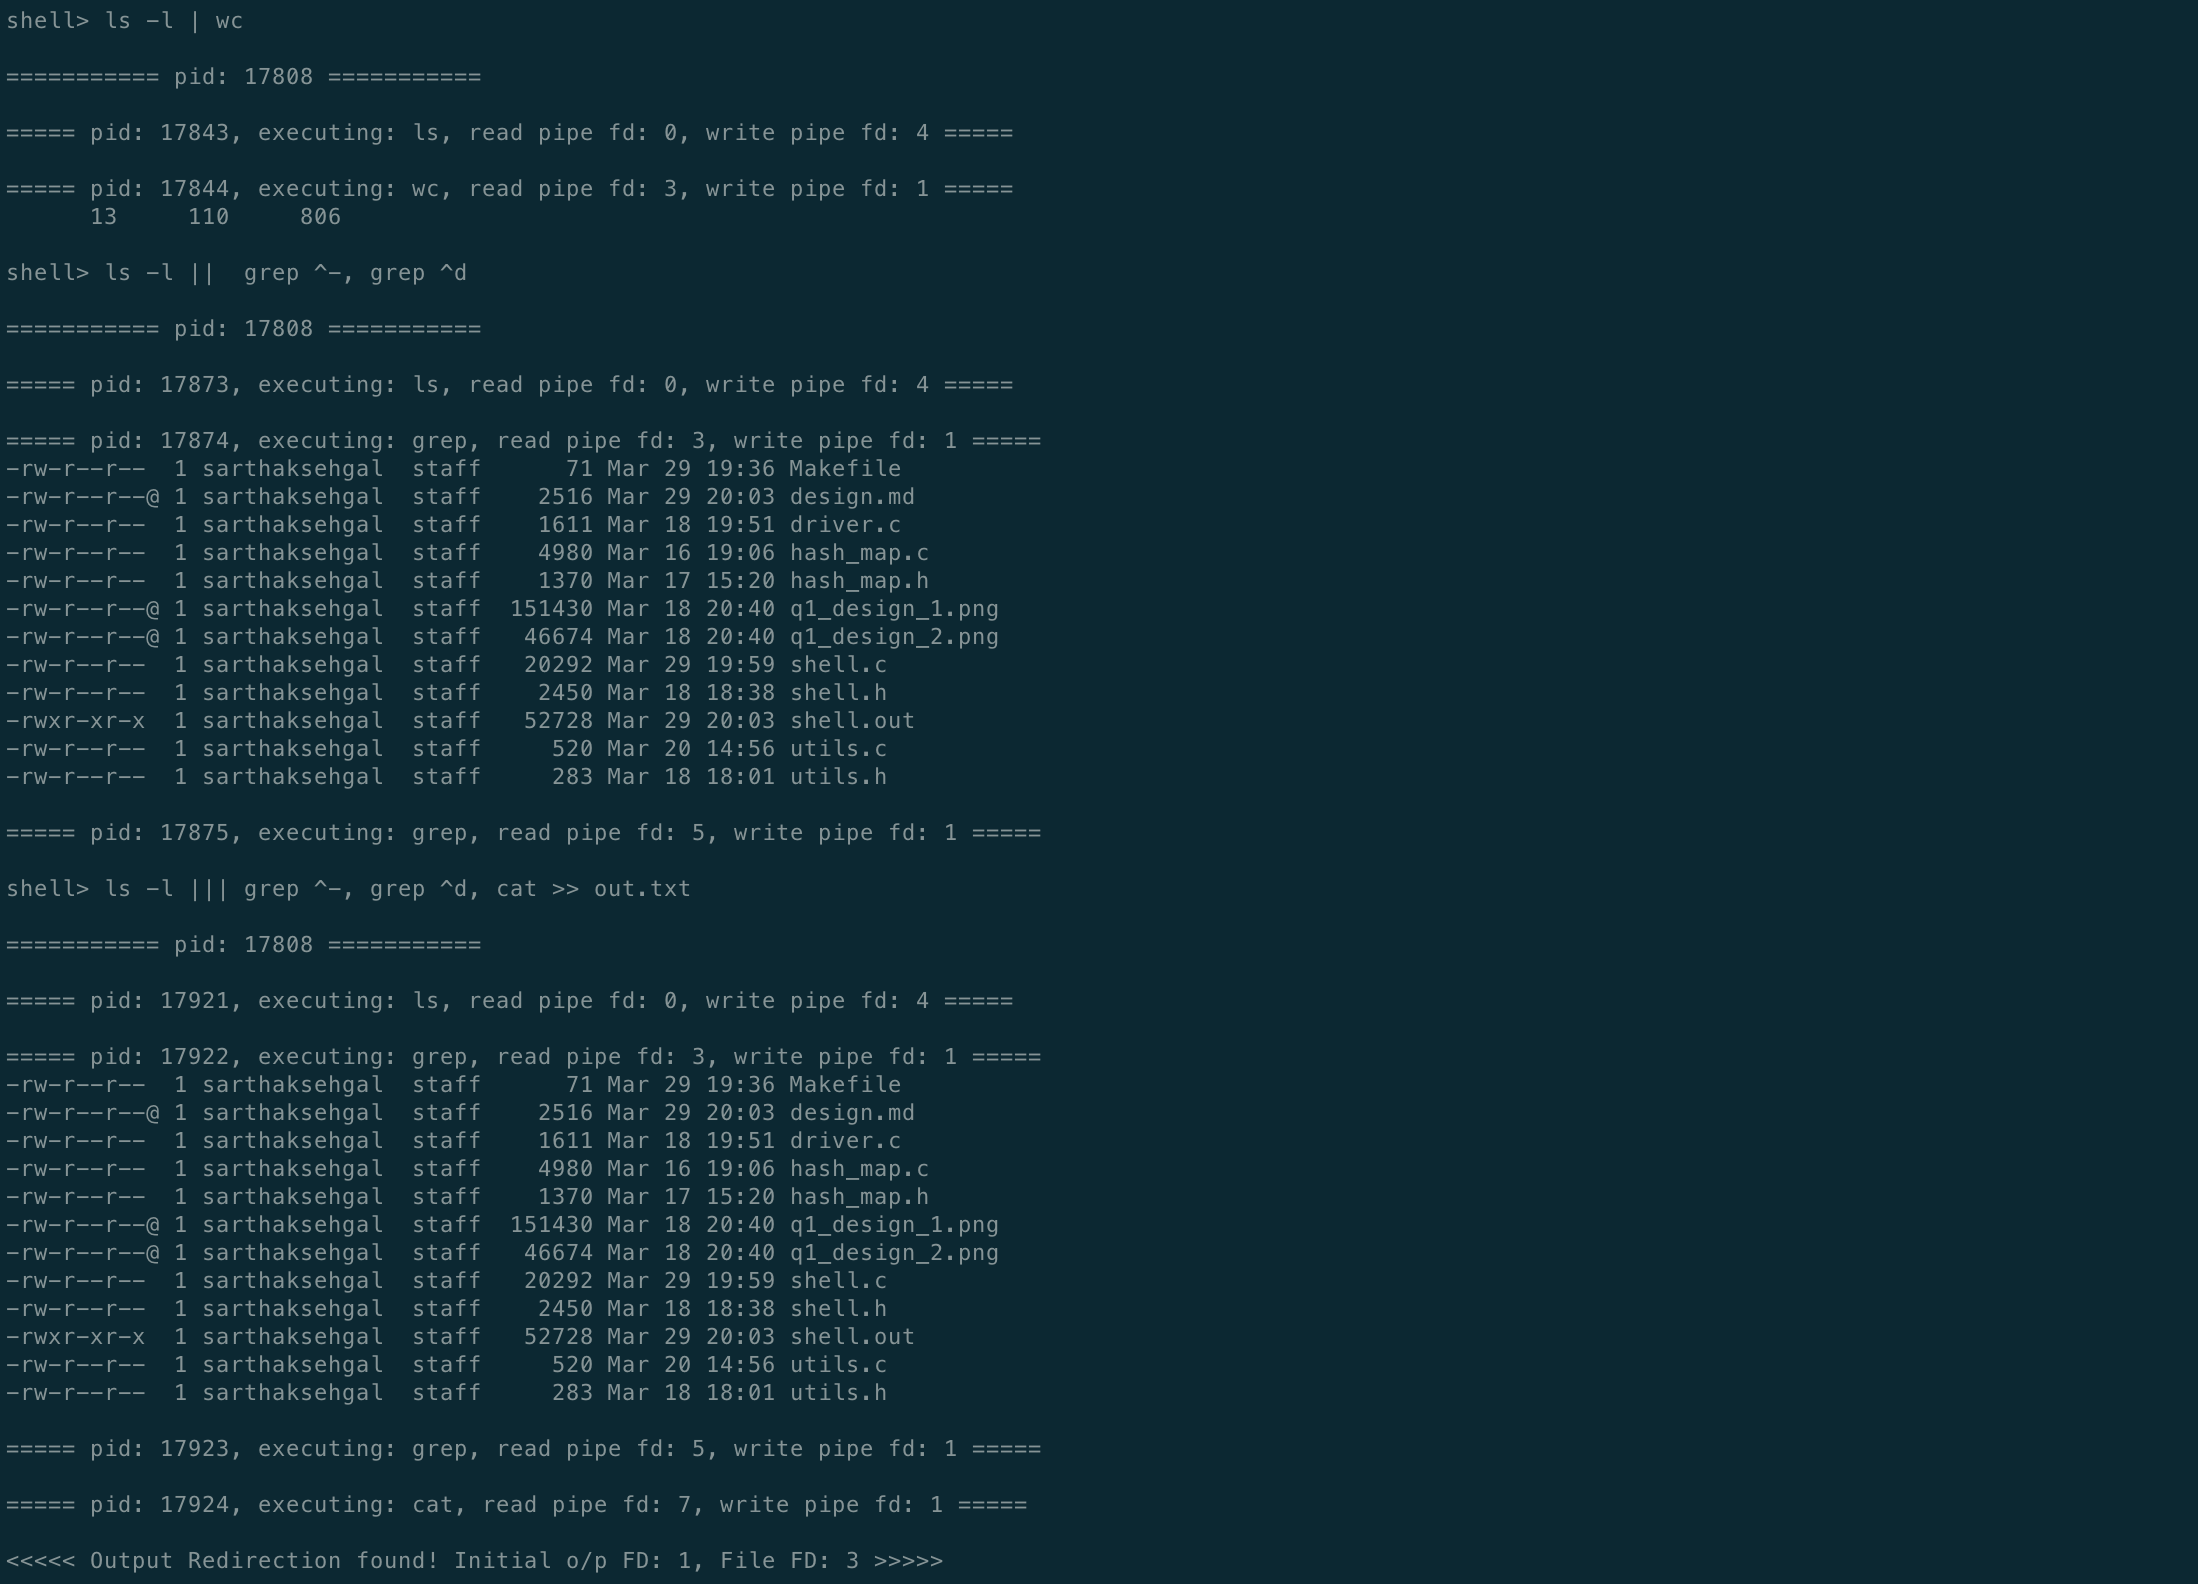 shell> ls -l | wc
=========== pid: 17808 ===========
===== pid: 17843, executing: ls, read pipe fd: 0, write pipe fd: 4 =====
===== pid: 17844, executing: wc, read pipe fd: 3, write pipe fd: 1 =====
      13     110     806
shell> ls -l ||  grep ^-, grep ^d
=========== pid: 17808 ===========
===== pid: 17873, executing: ls, read pipe fd: 0, write pipe fd: 4 =====
===== pid: 17874, executing: grep, read pipe fd: 3, write pipe fd: 1 =====
-rw-r--r--  1 sarthaksehgal  staff      71 Mar 29 19:36 Makefile
-rw-r--r--@ 1 sarthaksehgal  staff    2516 Mar 29 20:03 design.md
-rw-r--r--  1 sarthaksehgal  staff    1611 Mar 18 19:51 driver.c
-rw-r--r--  1 sarthaksehgal  staff    4980 Mar 16 19:06 hash_map.c
-rw-r--r--  1 sarthaksehgal  staff    1370 Mar 17 15:20 hash_map.h
-rw-r--r--@ 1 sarthaksehgal  staff  151430 Mar 18 20:40 q1_design_1.png
-rw-r--r--@ 1 sarthaksehgal  staff   46674 Mar 18 20:40 q1_design_2.png
-rw-r--r--  1 sarthaksehgal  staff   20292 Mar 29 19:59 shell.c
-rw-r--r--  1 sarthaksehgal  staff    2450 Mar 18 18:38 shell.h
-rwxr-xr-x  1 sarthaksehgal  staff   52728 Mar 29 20:03 shell.out
-rw-r--r--  1 sarthaksehgal  staff     520 Mar 20 14:56 utils.c
-rw-r--r--  1 sarthaksehgal  staff     283 Mar 18 18:01 utils.h
===== pid: 17875, executing: grep, read pipe fd: 5, write pipe fd: 1 =====
shell> ls -l ||| grep ^-, grep ^d, cat >> out.txt
=========== pid: 17808 ===========
===== pid: 17921, executing: ls, read pipe fd: 0, write pipe fd: 4 =====
===== pid: 17922, executing: grep, read pipe fd: 3, write pipe fd: 1 =====
-rw-r--r--  1 sarthaksehgal  staff      71 Mar 29 19:36 Makefile
-rw-r--r--@ 1 sarthaksehgal  staff    2516 Mar 29 20:03 design.md
-rw-r--r--  1 sarthaksehgal  staff    1611 Mar 18 19:51 driver.c
-rw-r--r--  1 sarthaksehgal  staff    4980 Mar 16 19:06 hash_map.c
-rw-r--r--  1 sarthaksehgal  staff    1370 Mar 17 15:20 hash_map.h
-rw-r--r--@ 1 sarthaksehgal  staff  151430 Mar 18 20:40 q1_design_1.png
-rw-r--r--@ 1 sarthaksehgal  staff   46674 Mar 18 20:40 q1_design_2.png
-rw-r--r--  1 sarthaksehgal  staff   20292 Mar 29 19:59 shell.c
-rw-r--r--  1 sarthaksehgal  staff    2450 Mar 18 18:38 shell.h
-rwxr-xr-x  1 sarthaksehgal  staff   52728 Mar 29 20:03 shell.out
-rw-r--r--  1 sarthaksehgal  staff     520 Mar 20 14:56 utils.c
-rw-r--r--  1 sarthaksehgal  staff     283 Mar 18 18:01 utils.h
===== pid: 17923, executing: grep, read pipe fd: 5, write pipe fd: 1 =====
===== pid: 17924, executing: cat, read pipe fd: 7, write pipe fd: 1 =====
<<<<< Output Redirection found! Initial o/p FD: 1, File FD: 3 >>>>>